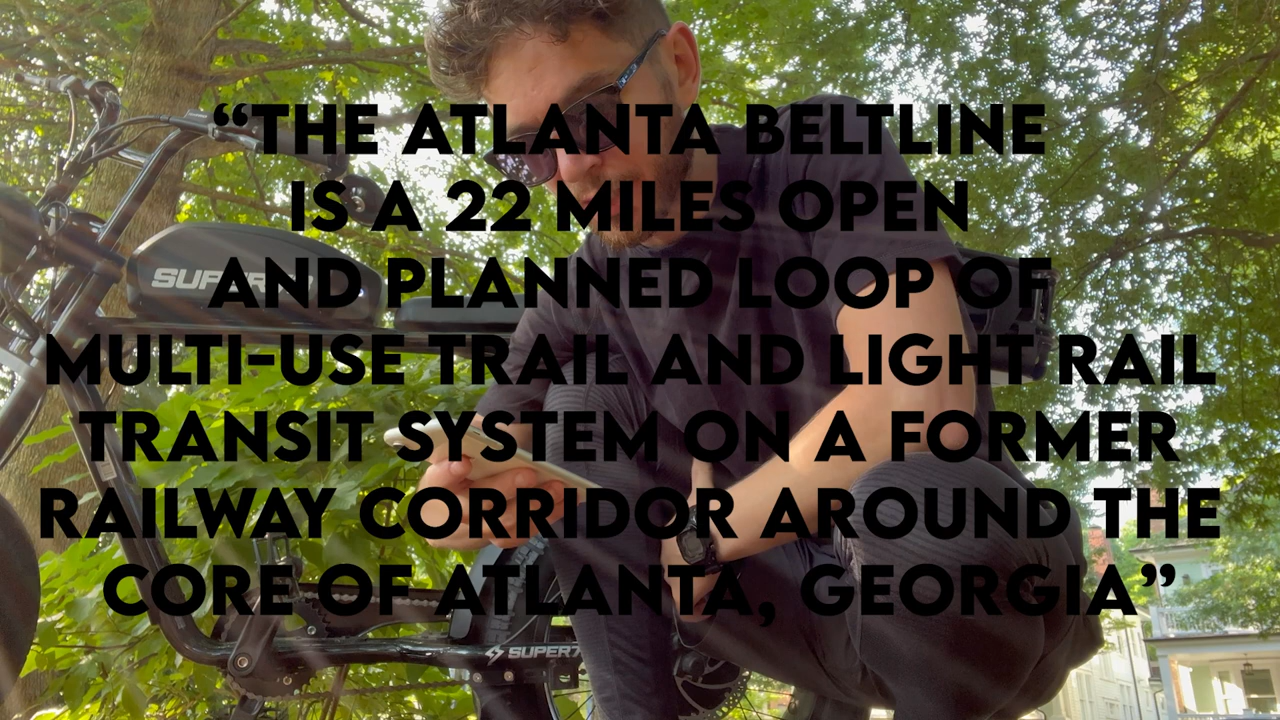 “THE ATLANTA BELTLINE
IS A 22 MILES OPEN
AND PLANNED LOOP OF
MULTI-USE TRAIL AND LIGHT RAIL
TRANSIT SYSTEM ON A FORMER
RAILWAY CORRIDOR AROUND THE
CORE OF ATLANTA, GEORGIA”
SUPER7